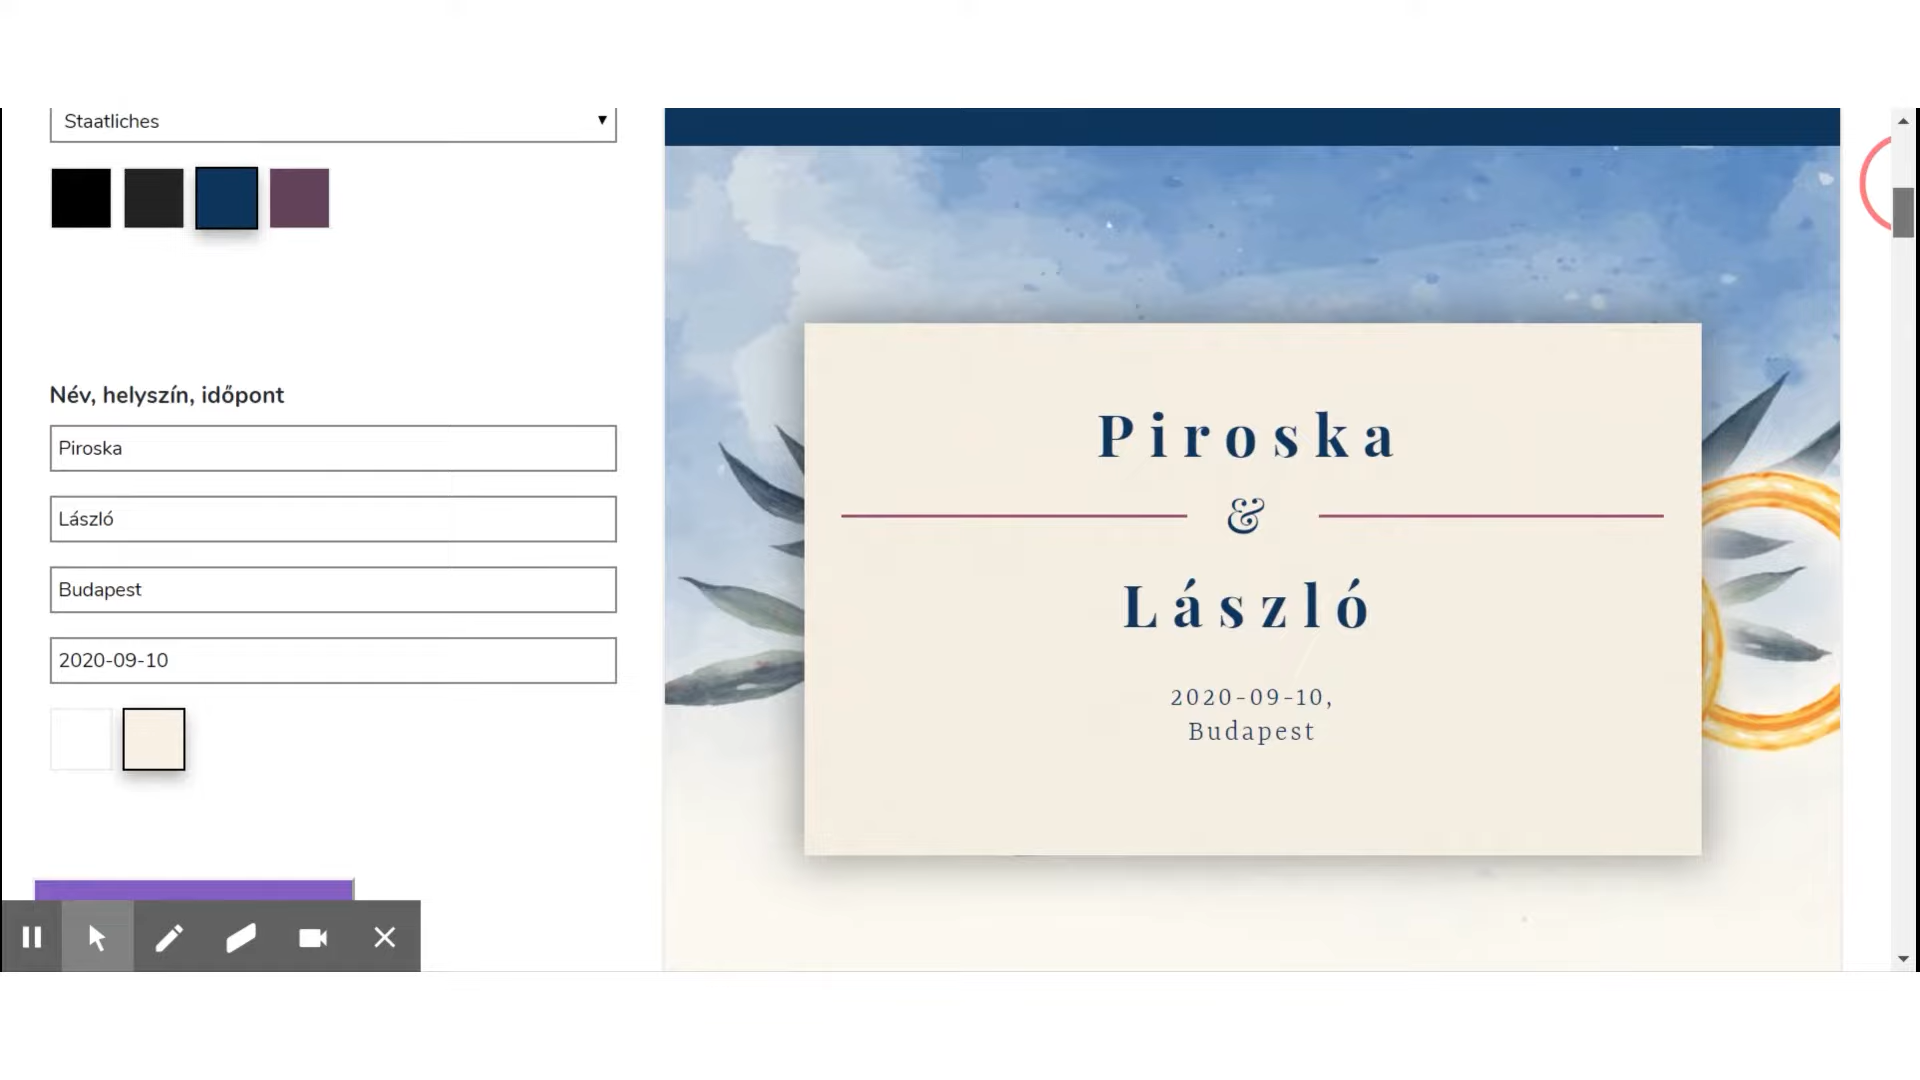 Staatliches
Név, helyszín, időpont
Piroska
László
Budapest
2020-09-10
Piroska
&
László
2020-09-10,
Budapest